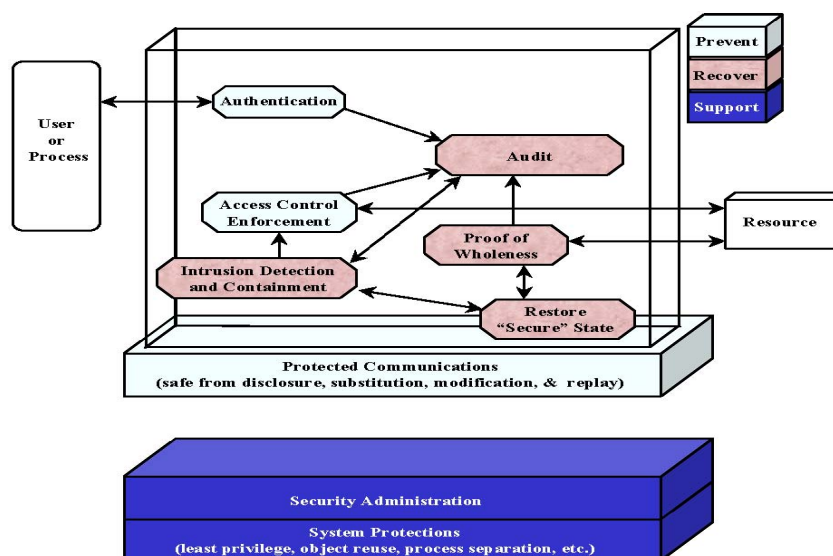 Prevent
Recover
Support
User
or
Process
Authentication
Audit
Access Control
Enforcement
Resource
Proof of
Wholeness
Intrusion Detection
and Containment
Restore
“Secure” State
Protected Communications
(safe from disclosure, substitution, modification, & replay)
Security Administration
System Protections
(least privilege, object reuse, process separation, etc.)